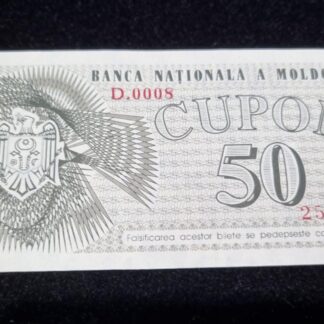 BANCA NAȚIONALA A MOLDO
D.0008
CUPON
50
25
Falsificarea acestor bilete se pedepseste co